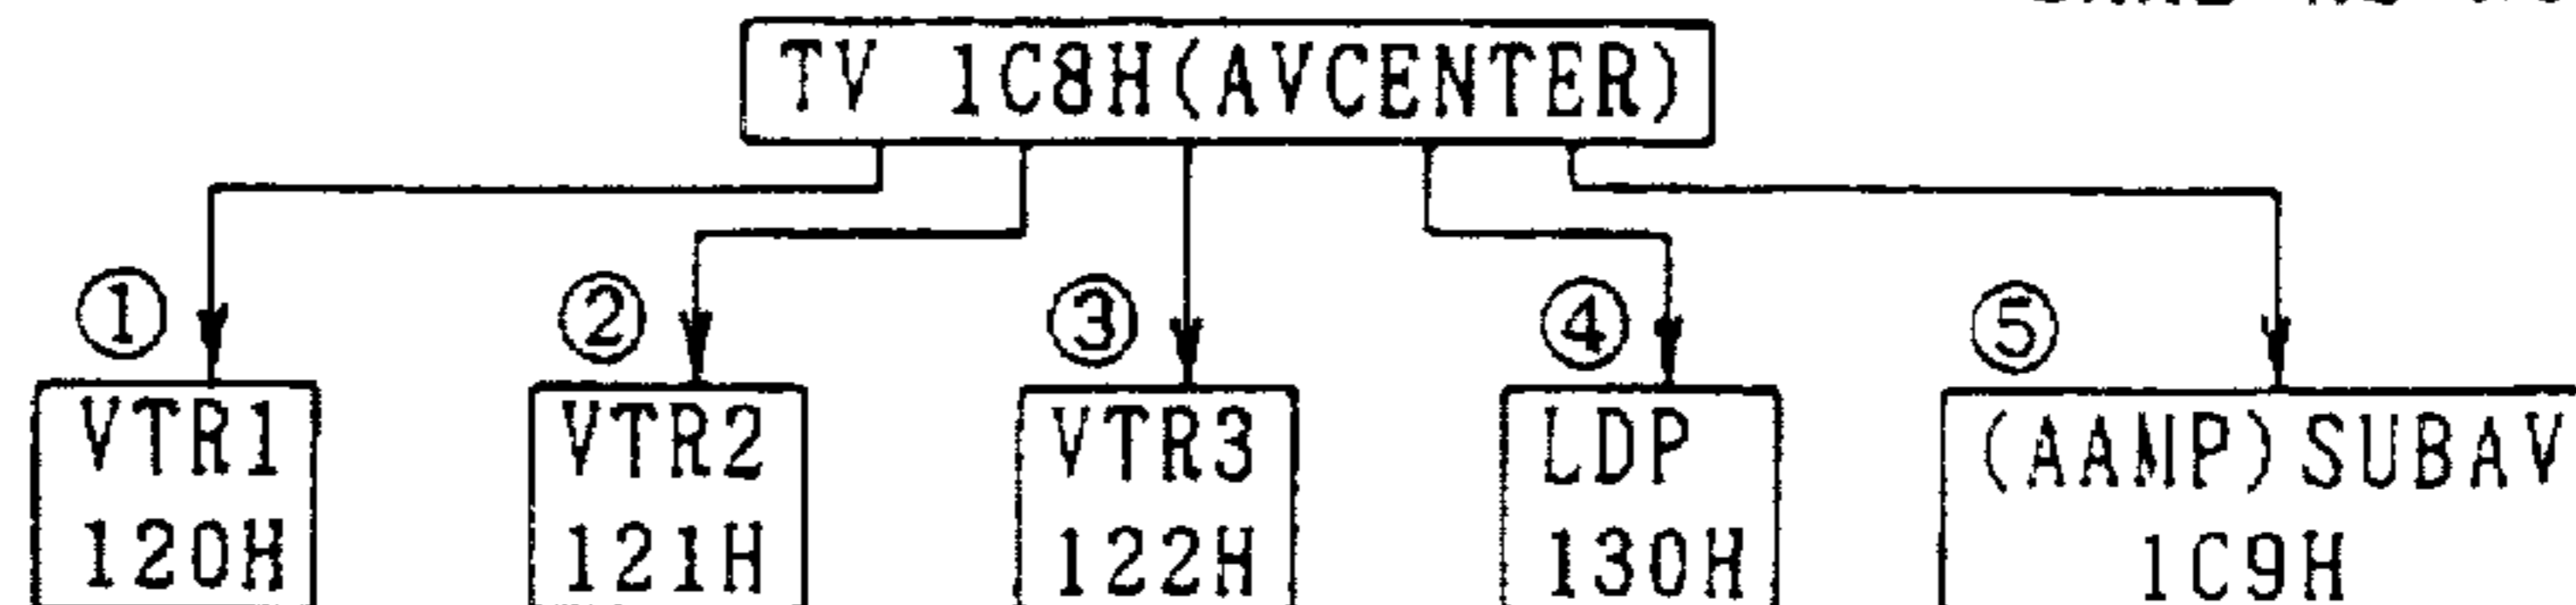 TV 1C8H(AVCENTER)
① ② ③ ④ ⑤
VTR1 VTR2 VTR3 LDP (AAMP)SUBAV
120H 121H 122H 130H 1C9H